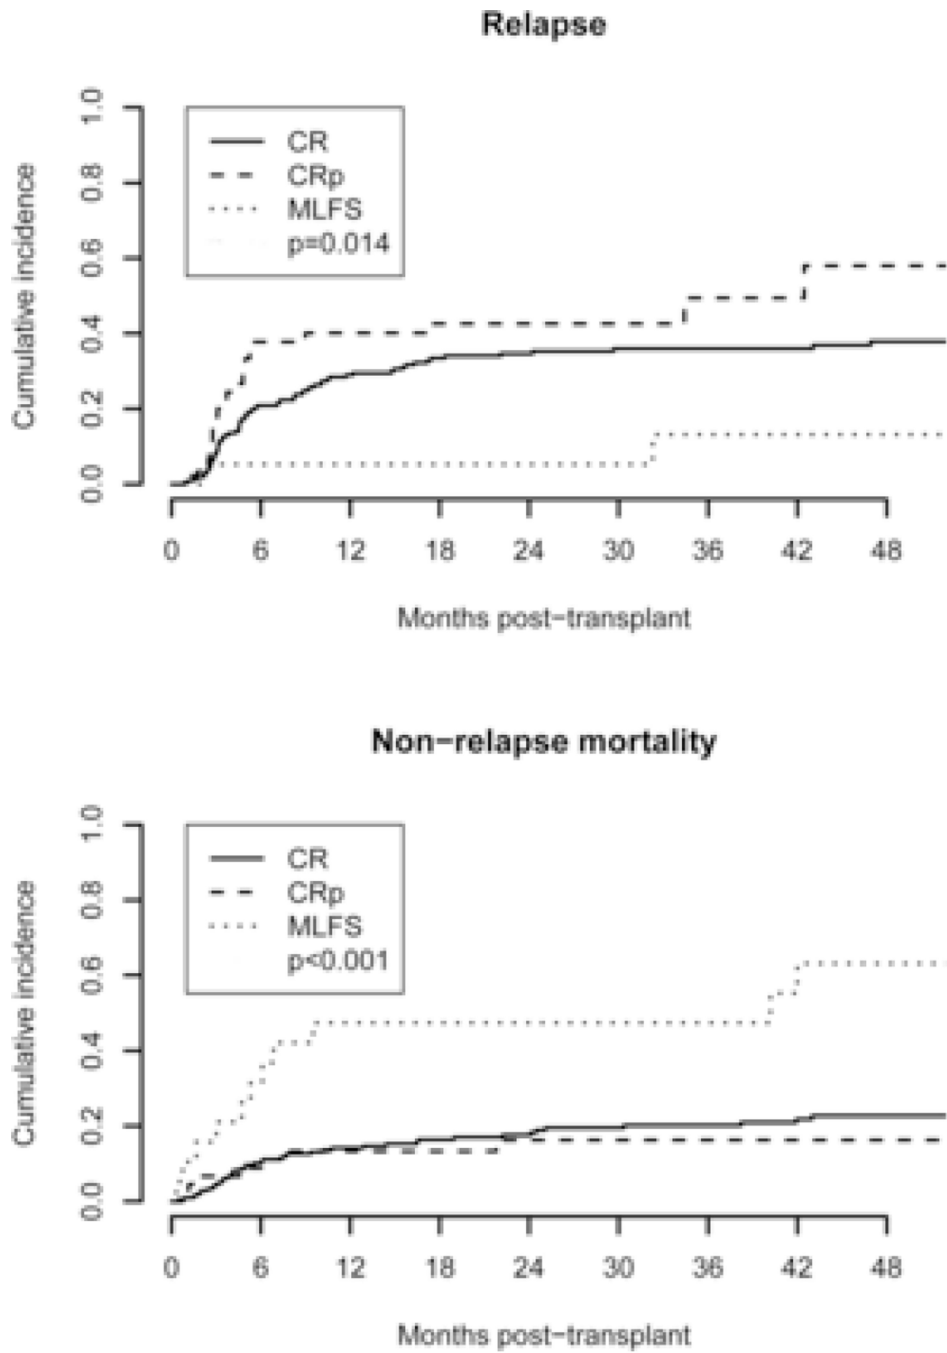 Relapse
Cumulative incidence
1.0
0.8
0.6
0.4
0.2
0.0
CR
CRp
MLFS
p=0.014
0 6 12 18 24 30 36 42 48
Months post−transplant
Non−relapse mortality
Cumulative incidence
1.0
0.8
0.6
0.4
0.2
0.0
CR
CRp
MLFS
p<0.001
0 6 12 18 24 30 36 42 48
Months post−transplant